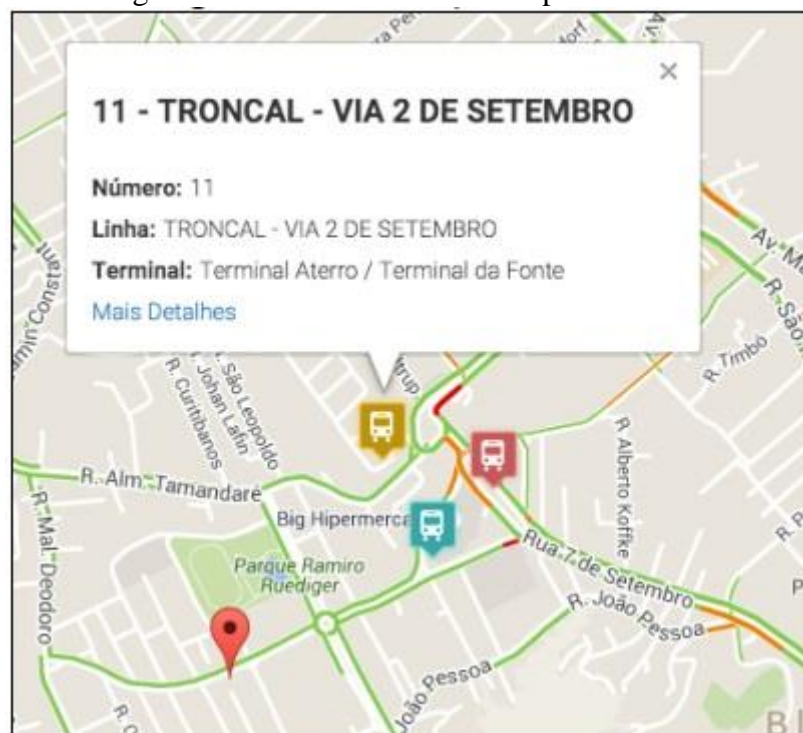 11 - TRONCAL - VIA 2 DE SETEMBRO
Número: 11
Linha: TRONCAL - VIA 2 DE SETEMBRO
Terminal: Terminal Aterro / Terminal da Fonte
Mais Detalhes
R. São
R. Timbó
R. São Leopoldo
R. Johan Lafin
R. Curitibanos
R. Alberto Koffke
R. Alm. Tamandaré
Big Hipermerca
R. Mal. Deodoro
Parque Ramiro
Ruediger
Rua 7 de Setembro
R. João Pessoa
João Pessoa